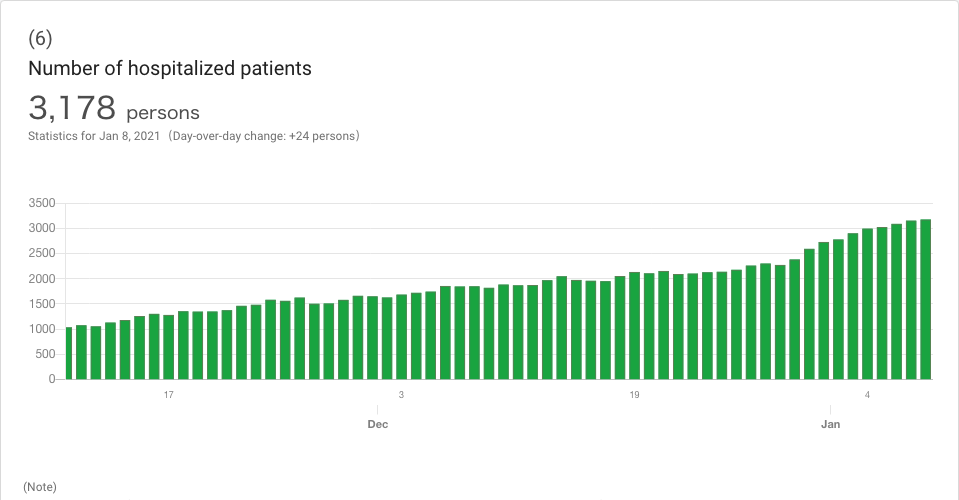 (6)
Number of hospitalized patients
3,178 persons
Statistics for Jan 8, 2021 （Day-over-day change: +24 persons）
3500
3000
2500
2000
1500
1000
500
0
17 3 19 4
Dec Jan
(Note)